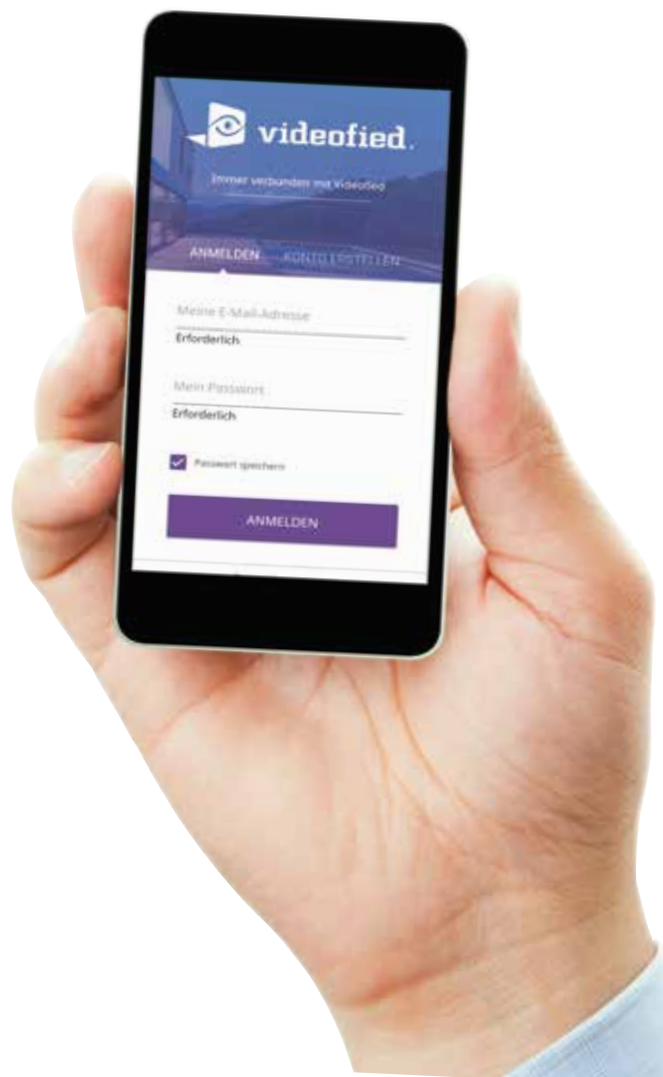 videofied.
Immer verbunden mit videofied
ANMELDEN KONTO ERSTELLEN
Meine E-Mail-Adresse
Erforderlich
Mein Passwort
Erforderlich
Passwort speichern
ANMELDEN